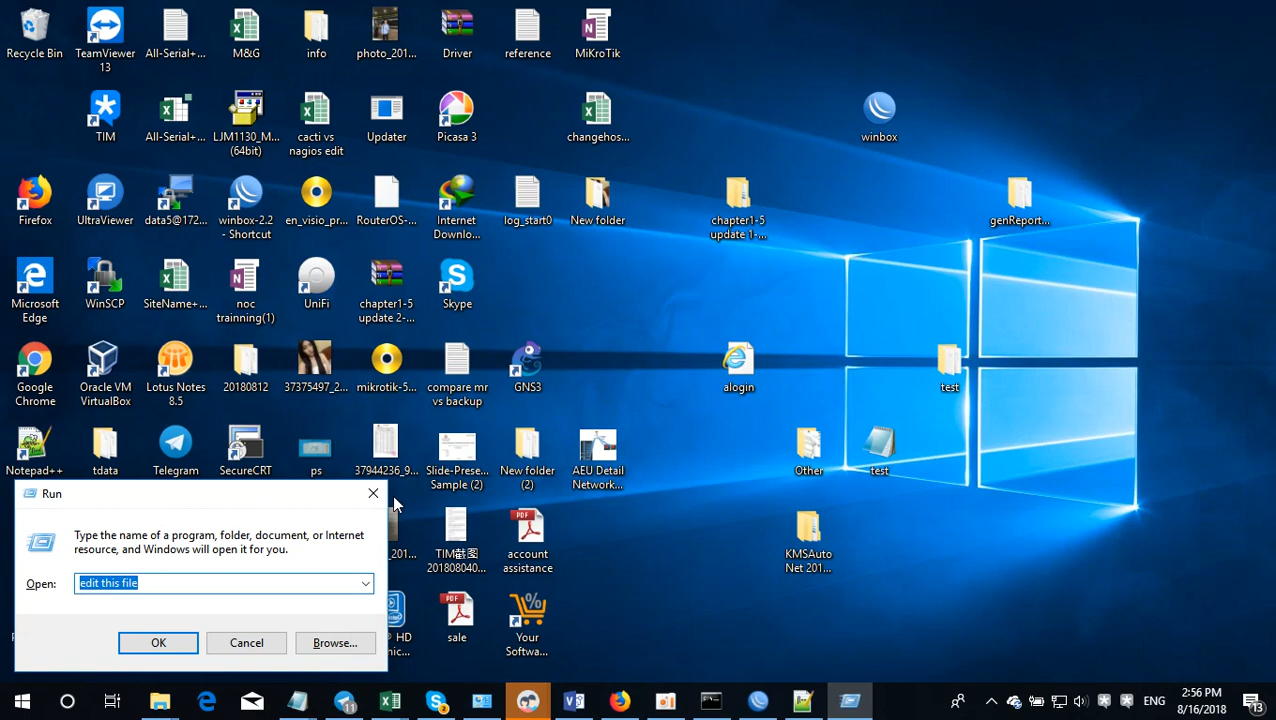 Recycle Bin
TeamViewer
13
All-Serial+...
M&G
info
photo_201...
Driver
reference
MiKroTik
TIM
All-Serial+...
LJM1130_M...
(64bit)
cacti vs
nagios edit
Updater
Picasa 3
changehos...
winbox
Firefox
UltraViewer
data5@172...
winbox-2.2
- Shortcut
en_visio_pr...
RouterOS-...
Internet
Downlo...
log_start0
New folder
chapter1-5
update 1-...
genReport...
Microsoft
Edge
WinSCP
SiteName+...
noc
trainning(1)
UniFi
chapter1-5
update 2-...
Skype
Google
Chrome
Oracle VM
VirtualBox
Lotus Notes
8.5
20180812
37375497_2...
mikrotik-5...
compare mr
vs backup
GNS3
alogin
test
Notepad++
tdata
Telegram
SecureCRT
ps
37944236_9...
Slide-Prese...
Sample (2)
New folder
(2)
AEU Detail
Network...
Other
test
Run
Type the name of a program, folder, document, or Internet
resource, and Windows will open it for you.
Open:
edit this file
OK
Cancel
Browse...
_201...
TIM截图
201808040...
account
assistance
KMSAuto
Net 201...
HD
nic...
sale
Your
Softwa...
11
2
ENG
2:56 PM
8/16/2018
13